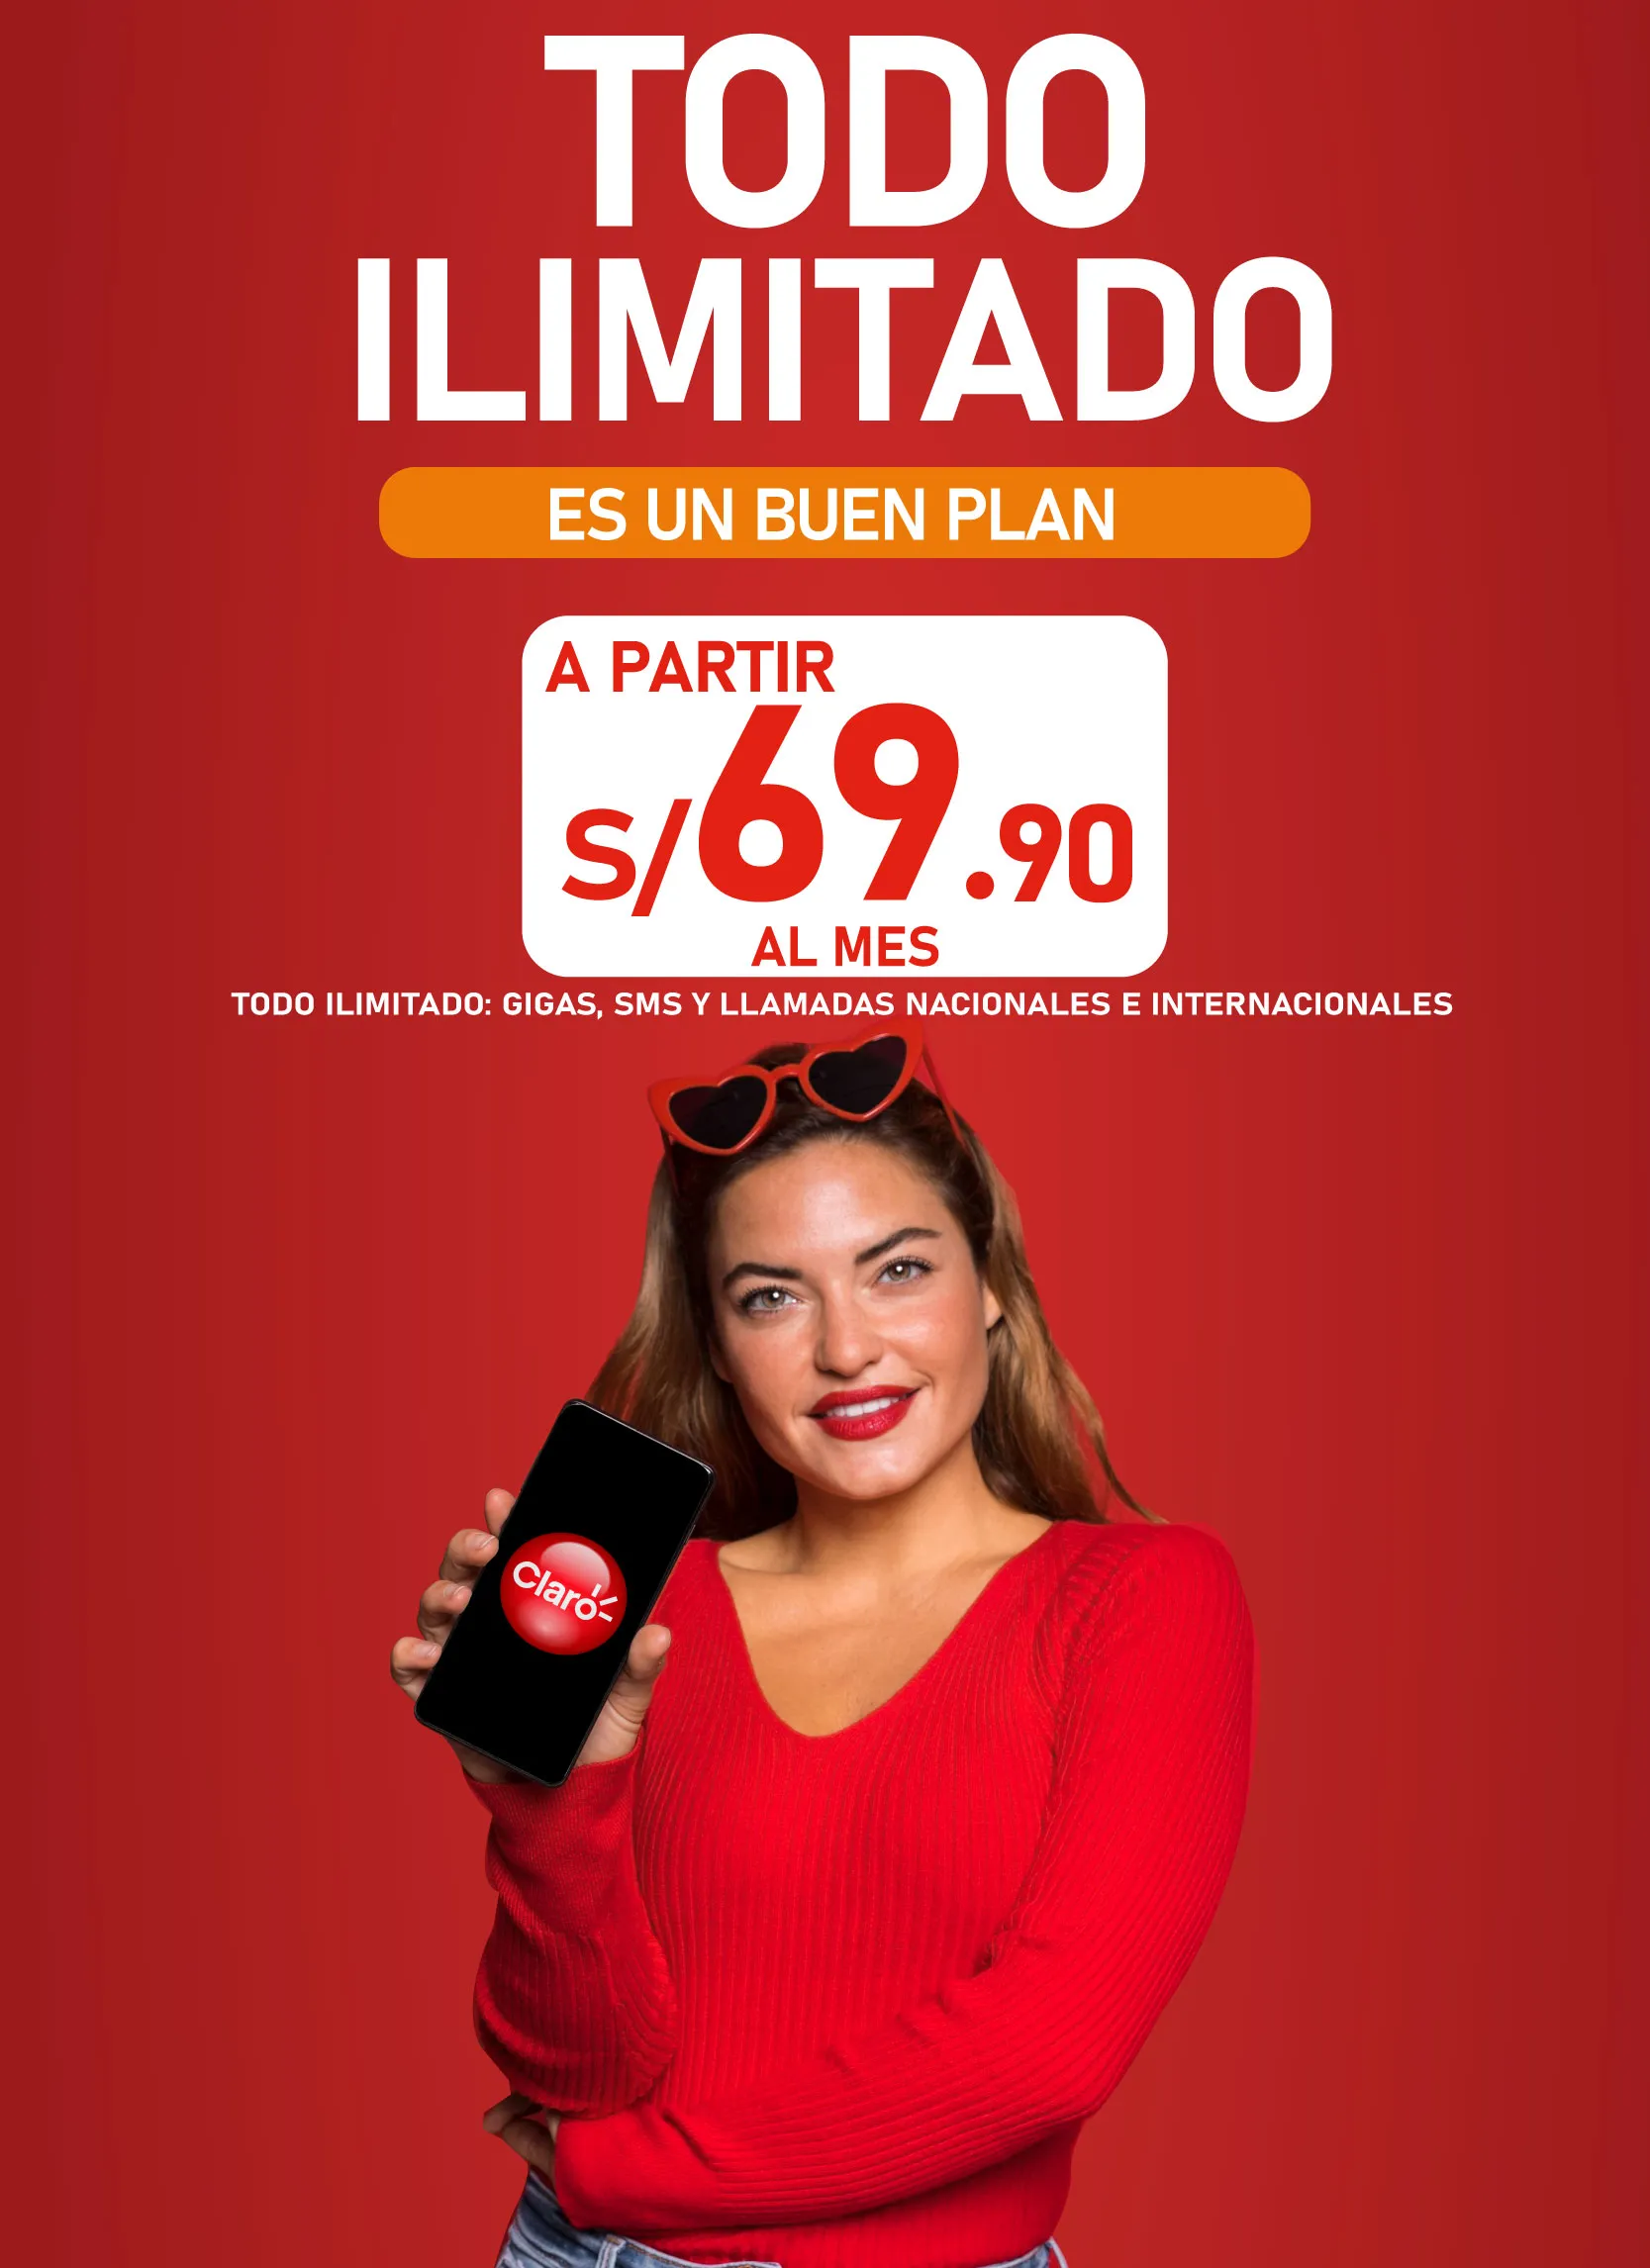 TODO
ILIMITADO
ES UN BUEN PLAN
A PARTIR
S/69.90
AL MES
TODO ILIMITADO: GIGAS, SMS Y LLAMADAS NACIONALES E INTERNACIONALES
Claro